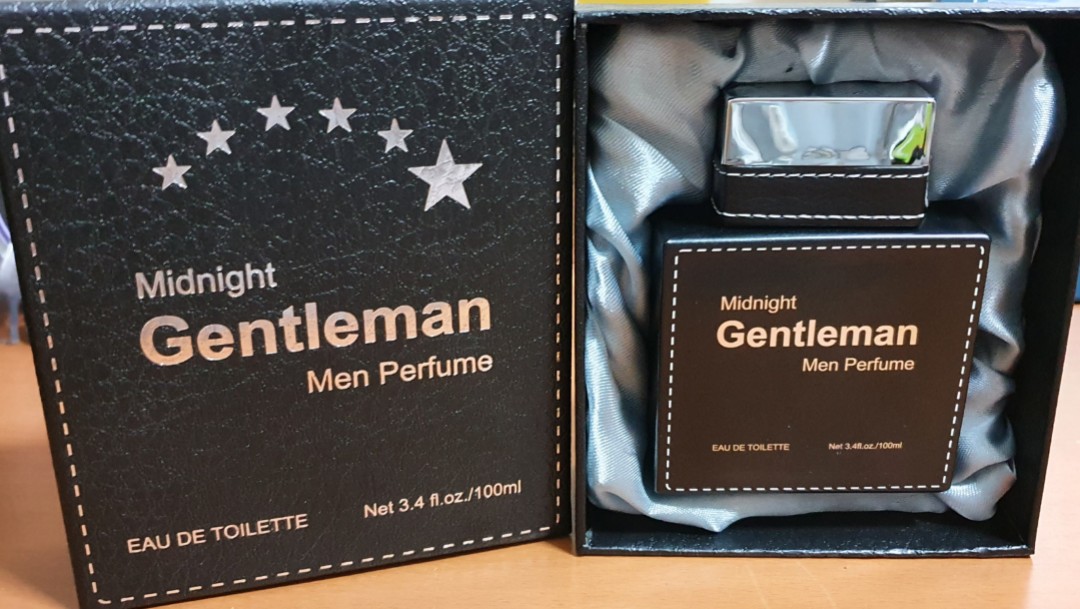 Midnight
Gentleman
Men Perfume
EAU DE TOILETTE
Net 3.4 fl.oz./100ml
Midnight
Gentleman
Men Perfume
EAU DE TOILETTE
Net 3.4fl.oz./100ml